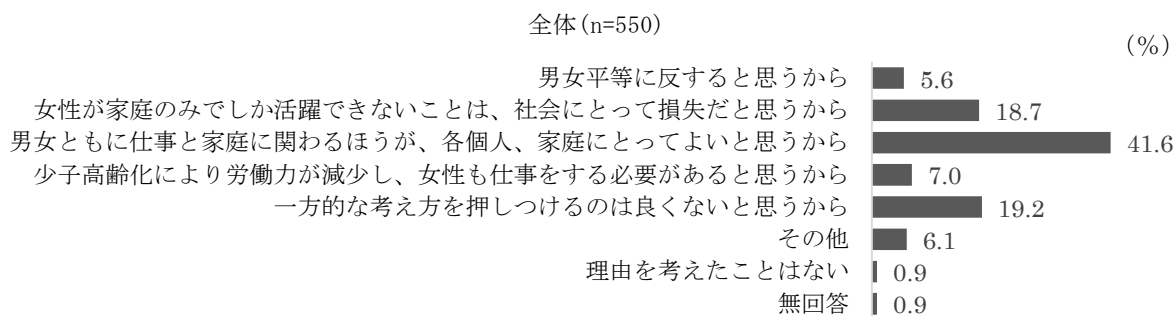 全体(n=550)
(%)
男女平等に反すると思うから 5.6
女性が家庭のみでしか活躍できないことは、社会にとって損失だと思うから 18.7
男女ともに仕事と家庭に関わるほうが、各個人、家庭にとってよいと思うから 41.6
少子高齢化により労働力が減少し、女性も仕事をする必要があると思うから 7.0
一方的な考え方を押しつけるのは良くないと思うから 19.2
その他 6.1
理由を考えたことはない 0.9
無回答 0.9